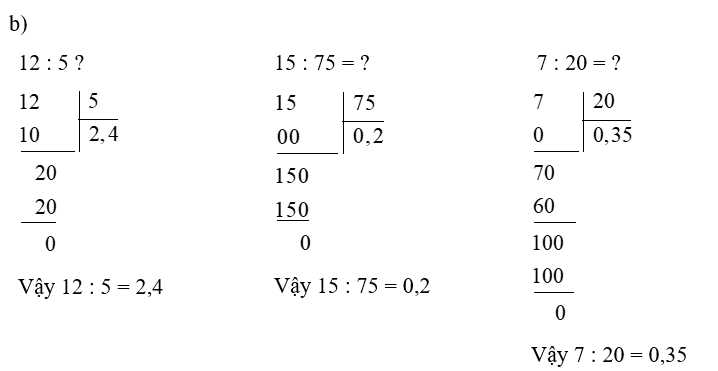 b)
12 : 5 ?
12 5
10 2,4
20
20
0
Vậy 12 : 5 = 2,4
15 : 75 = ?
15 75
00 0,2
150
150
0
Vậy 15 : 75 = 0,2
7 : 20 = ?
7 20
0 0,35
70
60
100
100
0
Vậy 7 : 20 = 0,35